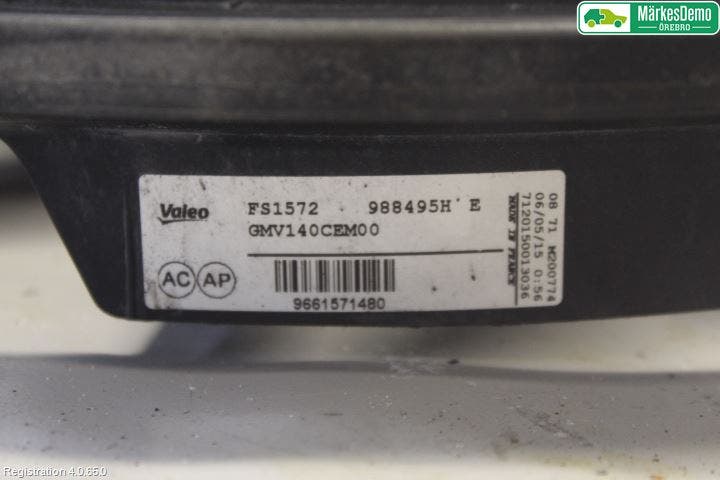 MärkesDemo
ÖREBRO
Valeo FS1572 988495H E
GMV140CEM00
AC AP
9661571480
MADE IN FRANCE
08 71 M200774
06/05/15 0:56
7120150013036
Registration 4.0.65.0